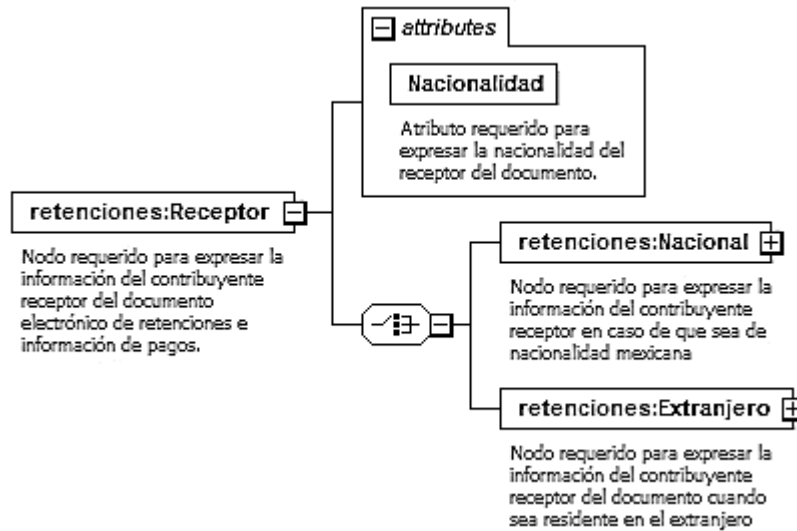 attributes
Nacionalidad
Atributo requerido para
expresar la nacionalidad del
receptor del documento.
retenciones:Receptor
Nodo requerido para expresar la
información del contribuyente
receptor del documento
electrónico de retenciones e
información de pagos.
retenciones:Nacional
Nodo requerido para expresar la
información del contribuyente
receptor en caso de que sea de
nacionalidad mexicana
retenciones:Extranjero
Nodo requerido para expresar la
información del contribuyente
receptor del documento cuando
sea residente en el extranjero